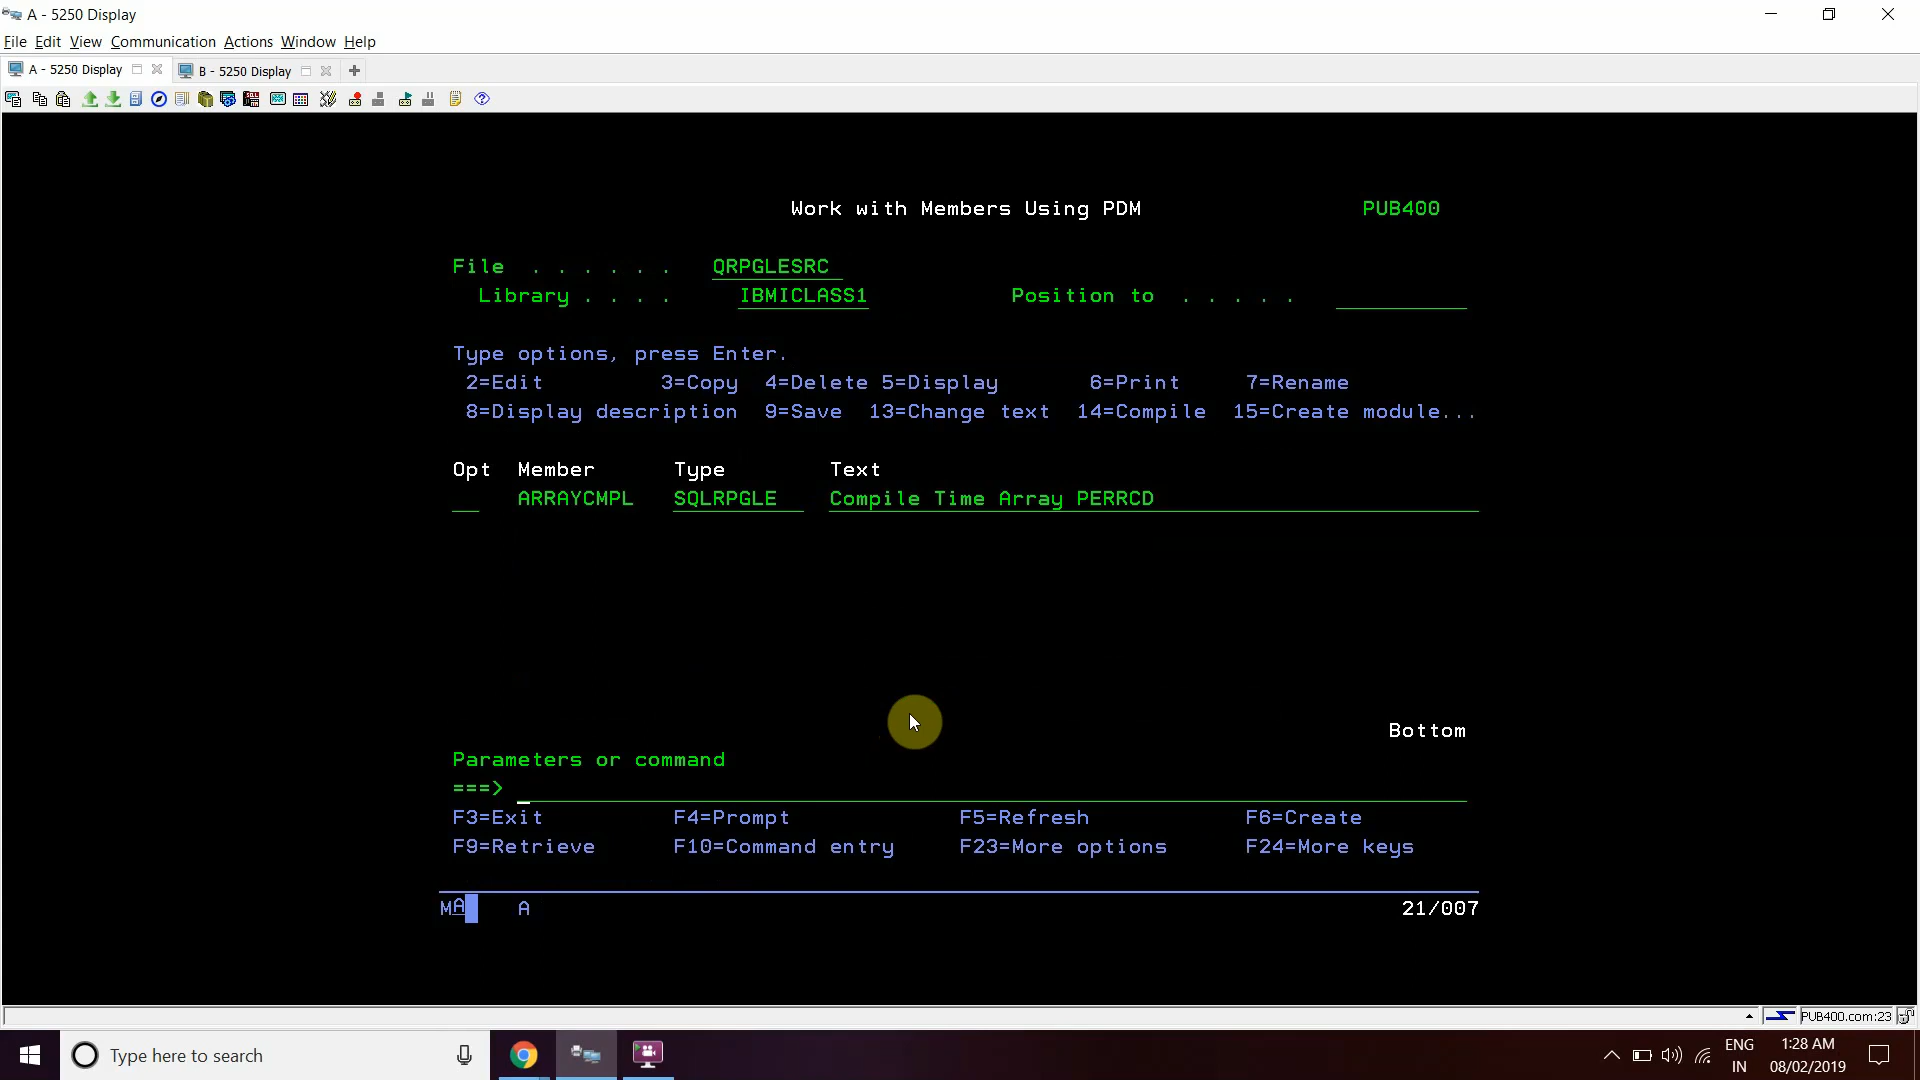 A - 5250 Display
File Edit View Communication Actions Window Help
A - 5250 Display B - 5250 Display
Work with Members Using PDM PUB400
File . . . . . . QRPGLESRC
Library . . . . IBMICLASS1 Position to . . . . .
Type options, press Enter.
2=Edit 3=Copy 4=Delete 5=Display 6=Print 7=Rename
8=Display description 9=Save 13=Change text 14=Compile 15=Create module...
Opt Member Type Text
ARRAYCMPL SQLRPGLE Compile Time Array PERRCD
Bottom
Parameters or command
===>
F3=Exit F4=Prompt F5=Refresh F6=Create
F9=Retrieve F10=Command entry F23=More options F24=More keys
MA A 21/007
PUB400.com:23
Type here to search
ENG 1:28 AM
IN 08/02/2019